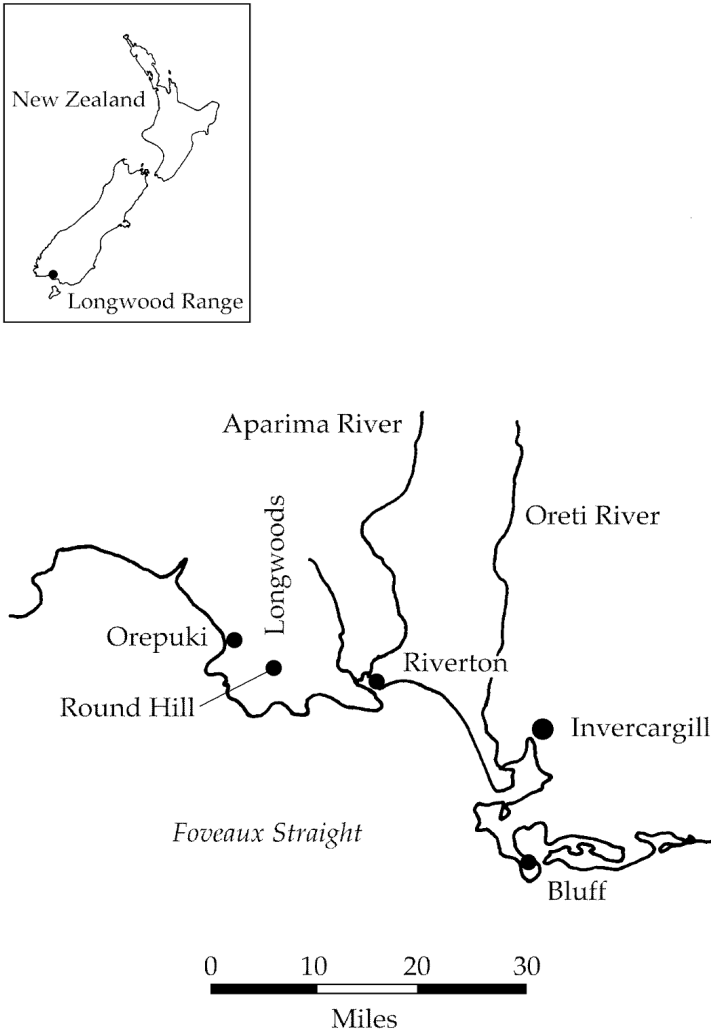 New Zealand
Longwood Range
Aparima River
Longwoods
Oreti River
Orepuki
Riverton
Round Hill
Invercargill
Foveaux Straight
Bluff
0 10 20 30
Miles